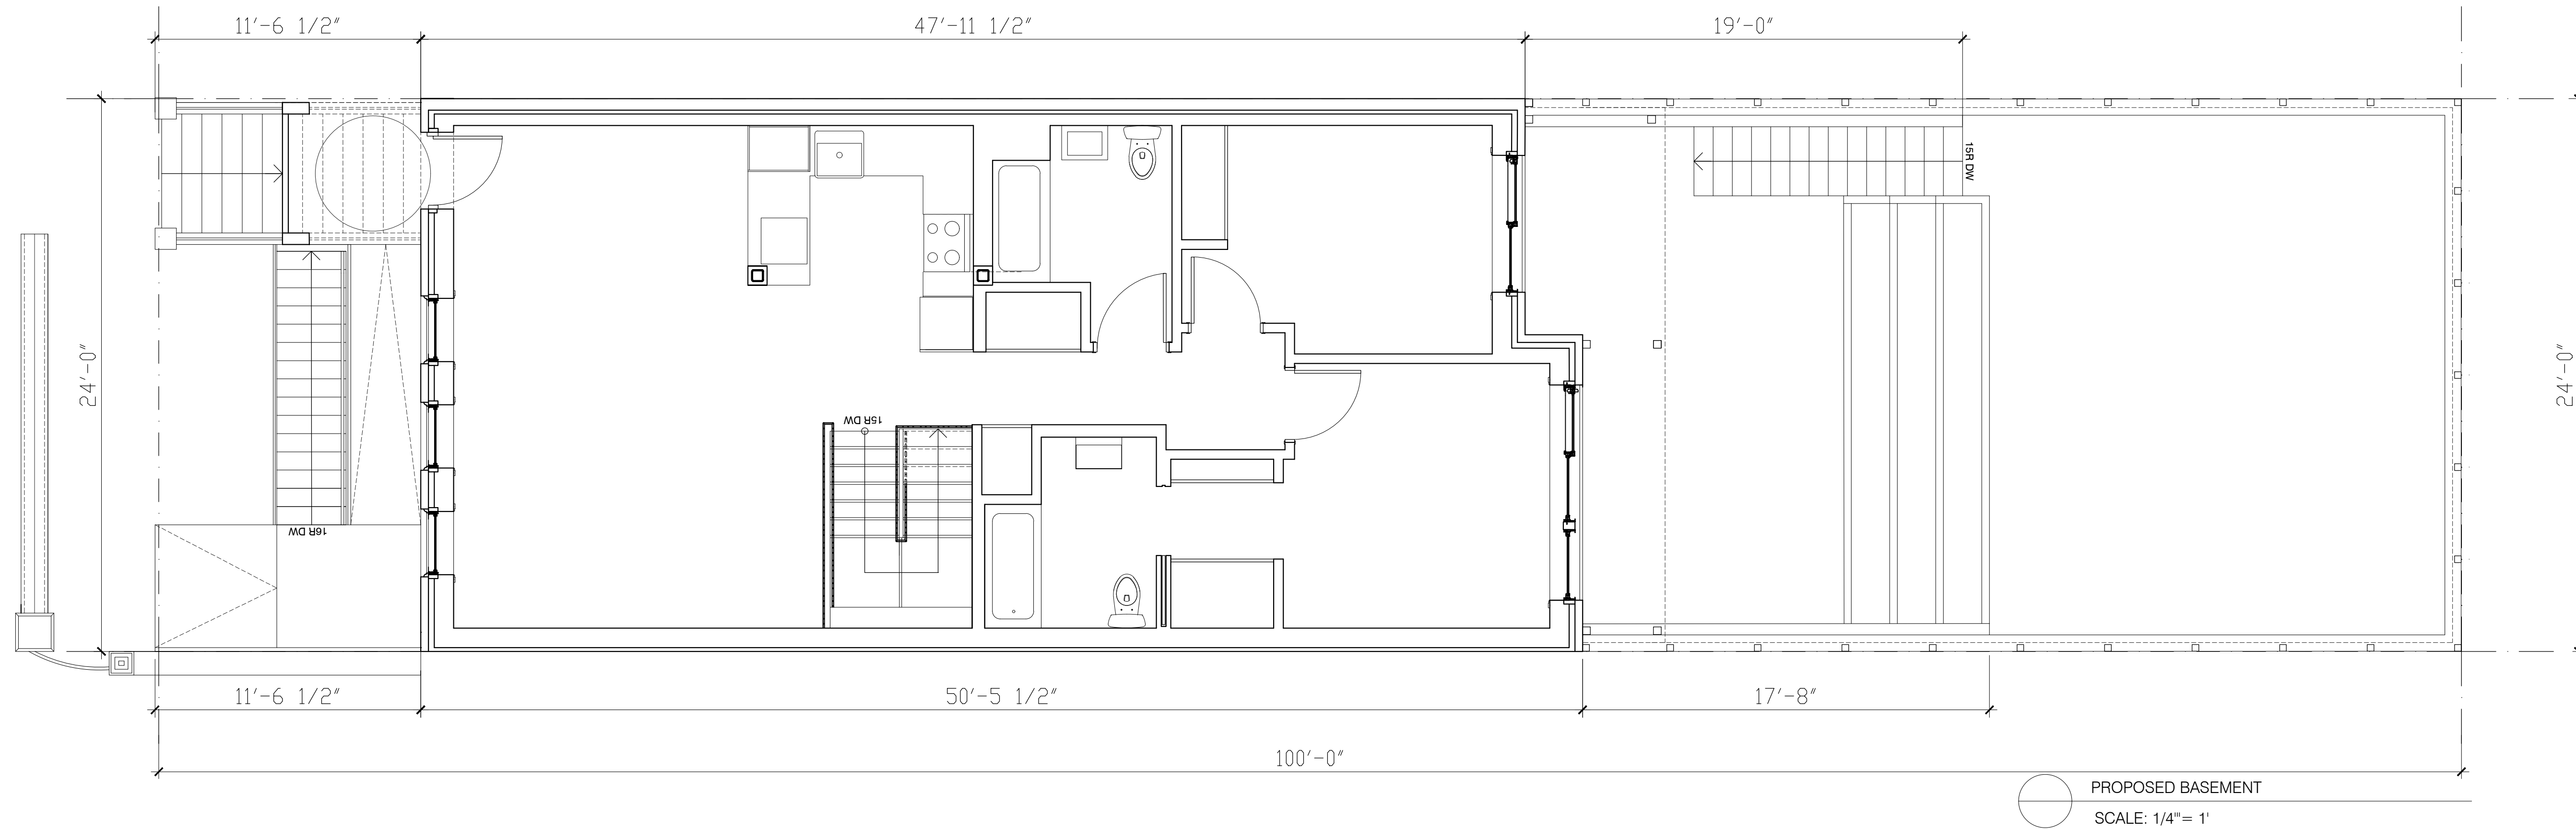 11'-6 1/2"
47'-11 1/2"
19'-0"
15R DW
24'-0"
24'-0"
15R DW
16R DW
11'-6 1/2"
50'-5 1/2"
17'-8"
100'-0"
PROPOSED BASEMENT
SCALE: 1/4"'= 1'